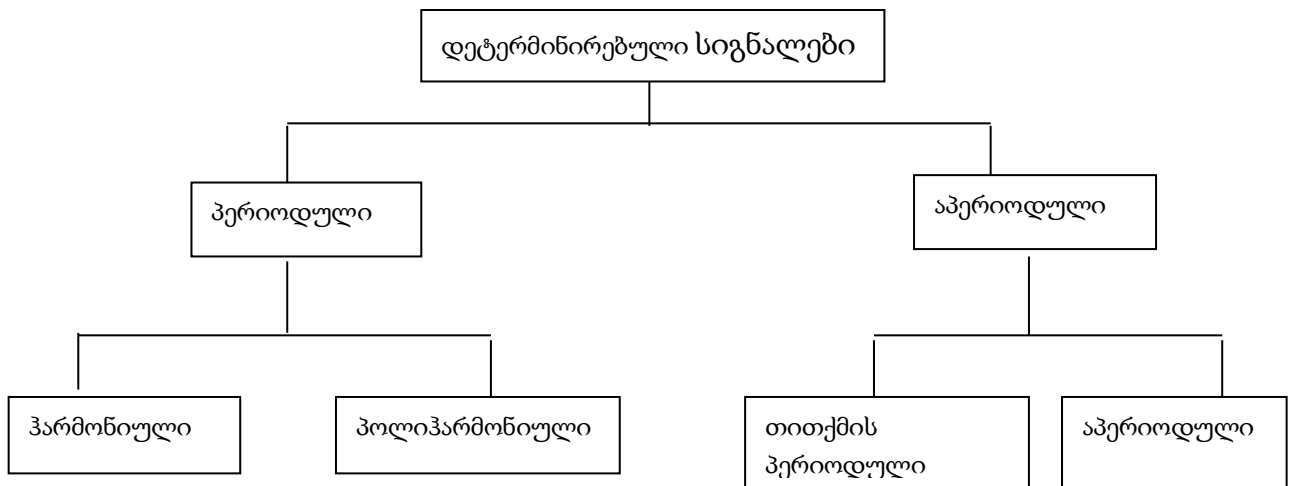 დეტერმინირებული სიგნალები
პერიოდული
აპერიოდული
ჰარმონიული
პოლიჰარმონიული
თითქმის
პერიოდული
აპერიოდული